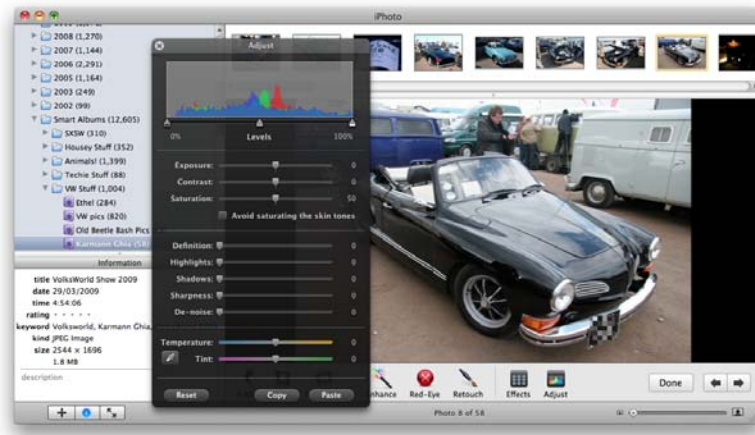 iPhoto
2008 (1,270)
2007 (1,144)
2006 (2,291)
2005 (1,164)
2003 (249)
2002 (99)
Smart Albums (12,605)
SXSW (310)
Housey Stuff (352)
Animals! (1,399)
Techie Stuff (88)
VW Stuff (1,004)
Ethel (284)
VW pics (820)
Old Beetle Bash Pics
Karmann Ghia (58)
Information
title VolksWorld Show 2009
date 29/03/2009
time 4:54:06
rating
keyword Volksworld, Karmann Ghia,
kind JPEG Image
size 2544 × 1696
1.8 MB
description
Adjust
0% Levels 100%
Exposure: 0
Contrast: 0
Saturation: 50
Avoid saturating the skin tones
Definition: 0
Highlights: 0
Shadows: 0
Sharpness: 0
De-noise: 0
Temperature: 0
Tint: 0
Reset Copy Paste
Red-Eye Retouch Effects Adjust Done
Photo 8 of 58